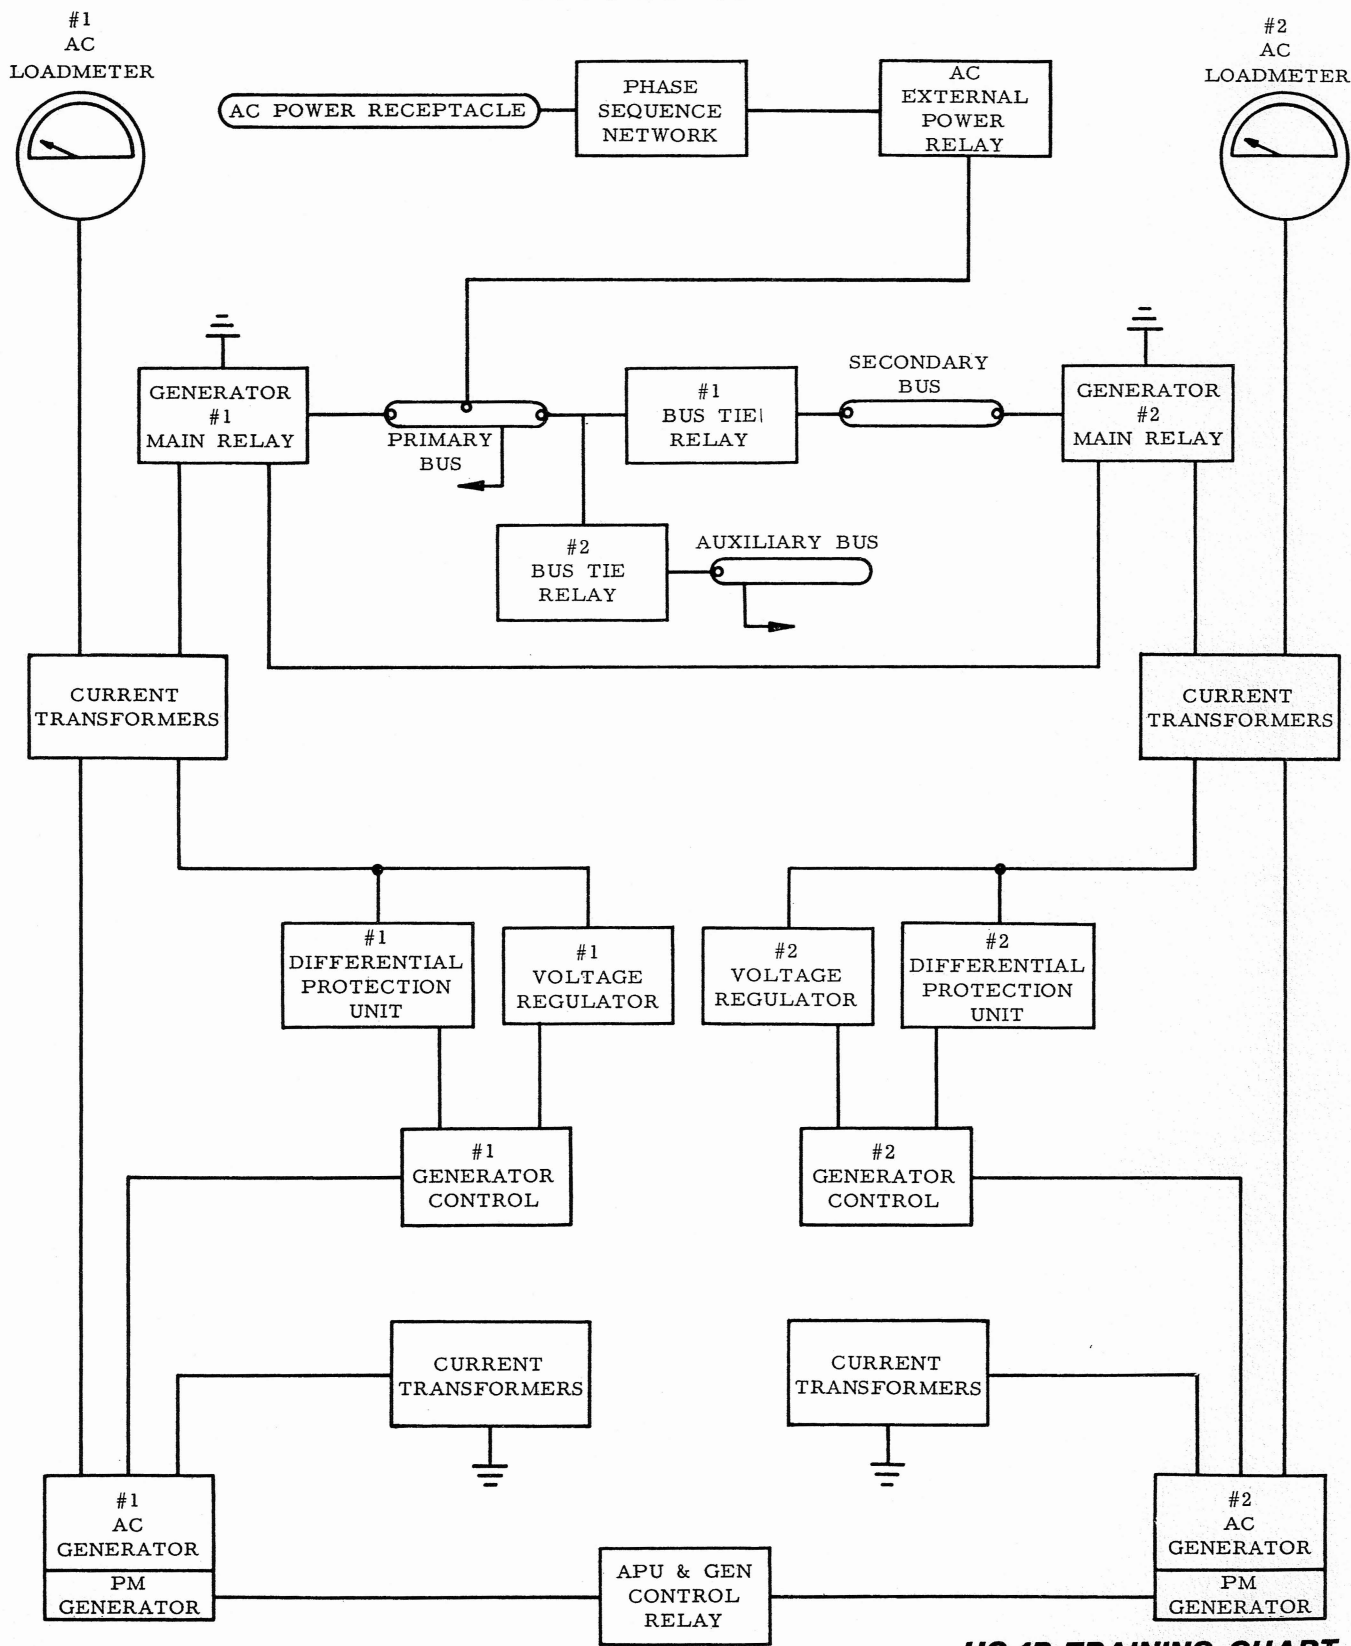 #1
AC
LOADMETER
#2
AC
LOADMETER
AC POWER RECEPTACLE
PHASE
SEQUENCE
NETWORK
AC
EXTERNAL
POWER
RELAY
GENERATOR
#1
MAIN RELAY
PRIMARY
BUS
#1
BUS TIE
RELAY
SECONDARY
BUS
GENERATOR
#2
MAIN RELAY
#2
BUS TIE
RELAY
AUXILIARY BUS
CURRENT
TRANSFORMERS
CURRENT
TRANSFORMERS
#1
DIFFERENTIAL
PROTECTION
UNIT
#1
VOLTAGE
REGULATOR
#2
VOLTAGE
REGULATOR
#2
DIFFERENTIAL
PROTECTION
UNIT
#1
GENERATOR
CONTROL
#2
GENERATOR
CONTROL
CURRENT
TRANSFORMERS
CURRENT
TRANSFORMERS
#1
AC
GENERATOR
PM
GENERATOR
APU & GEN
CONTROL
RELAY
#2
AC
GENERATOR
PM
GENERATOR
TRAINING CHART